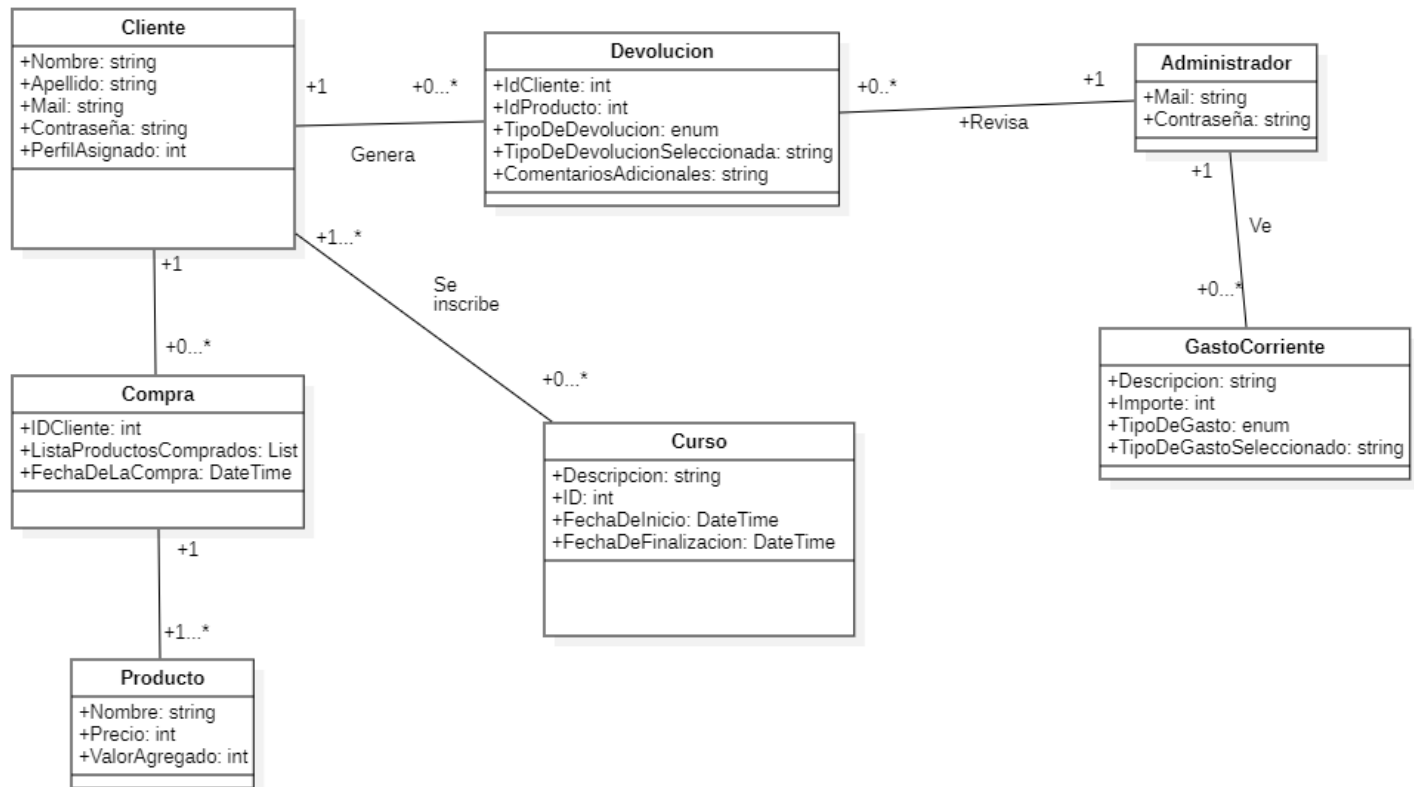 Cliente
+Nombre: string
+Apellido: string
+Mail: string
+Contraseña: string
+PerfilAsignado: int
+1
+0...*
Genera
Devolucion
+IdCliente: int
+IdProducto: int
+TipoDeDevolucion: enum
+TipoDeDevolucionSeleccionada: string
+ComentariosAdicionales: string
+0..*
+1
+Revisa
Administrador
+Mail: string
+Contraseña: string
+1
Ve
+0...*
GastoCorriente
+Descripcion: string
+Importe: int
+TipoDeGasto: enum
+TipoDeGastoSeleccionado: string
+1...*
Se
inscribe
+0...*
Curso
+Descripcion: string
+ID: int
+FechaDeInicio: DateTime
+FechaDeFinalizacion: DateTime
+1
+0...*
Compra
+IDCliente: int
+ListaProductosComprados: List
+FechaDeLaCompra: DateTime
+1
+1...*
Producto
+Nombre: string
+Precio: int
+ValorAgregado: int